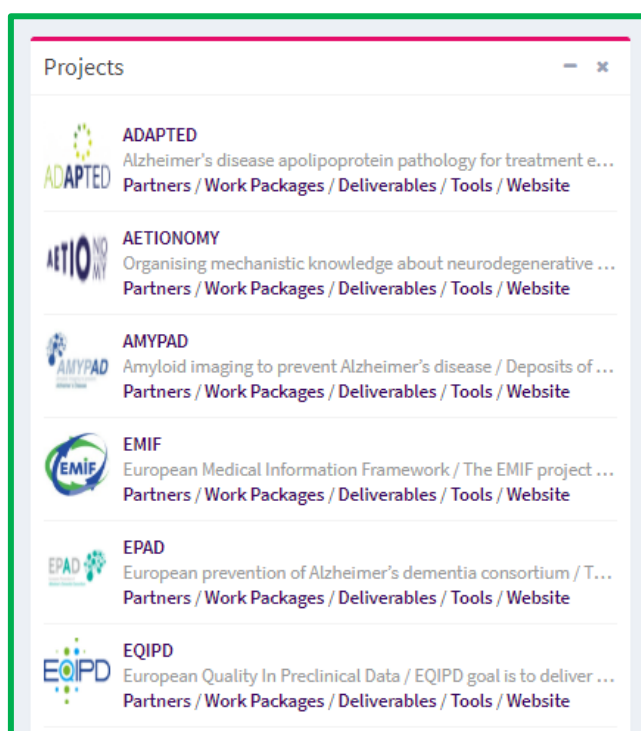 Projects
ADAPTED
ADAPTED
Alzheimer's disease apolipoprotein pathology for treatment e...
Partners / Work Packages / Deliverables / Tools / Website
AETIONOMY
AETIONOMY
Organising mechanistic knowledge about neurodegenerative ...
Partners / Work Packages / Deliverables / Tools / Website
AMYPAD
AMYPAD
Amyloid imaging to prevent Alzheimer's disease / Deposits of ...
Partners / Work Packages / Deliverables / Tools / Website
EMIF
EMIF
European Medical Information Framework / The EMIF project ...
Partners / Work Packages / Deliverables / Tools / Website
EPAD
EPAD
European prevention of Alzheimer's dementia consortium / T...
Partners / Work Packages / Deliverables / Tools / Website
EQIPD
EQIPD
European Quality In Preclinical Data / EQIPD goal is to deliver ...
Partners / Work Packages / Deliverables / Tools / Website